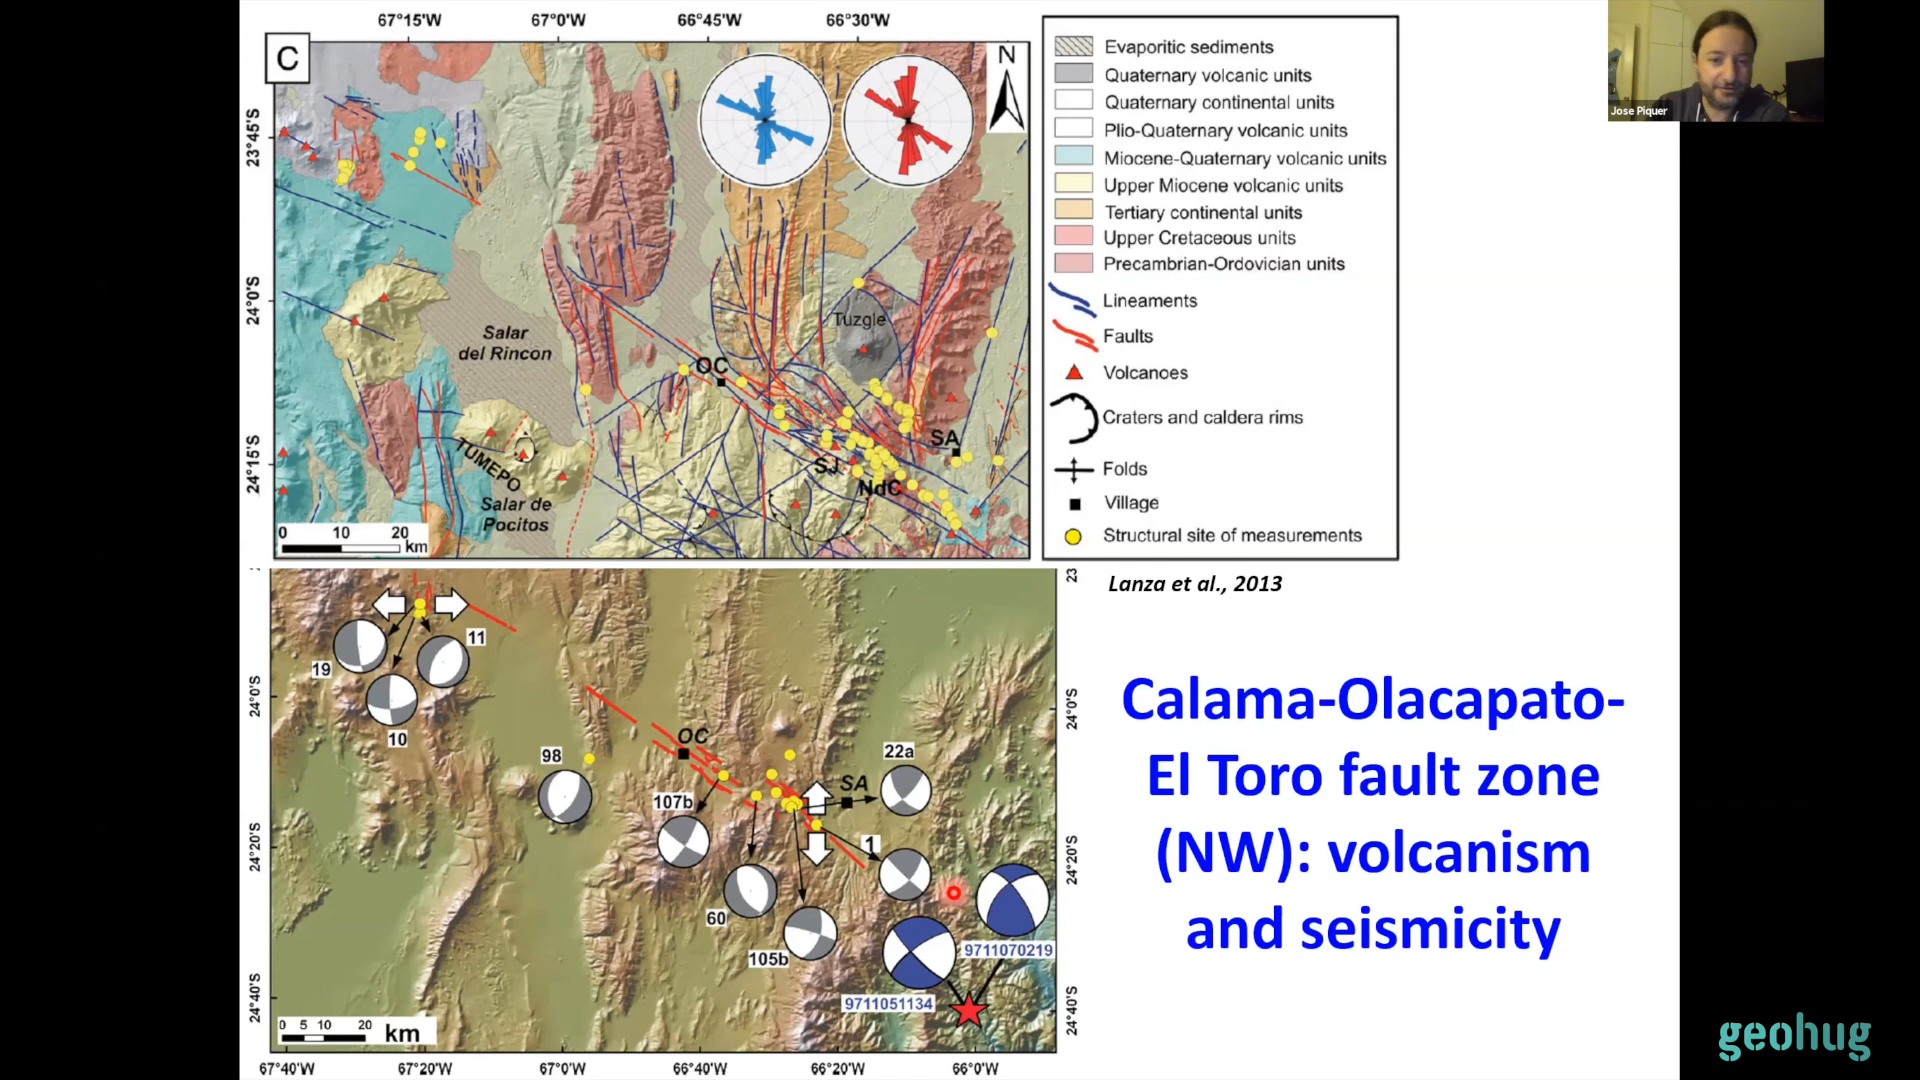 67°15'W 67°0'W 66°45'W 66°30'W
C
N
23°45'S
24°0'S
24°15'S
Salar
del Rincon
Tuzgle
OC
SA
SJ
NdC
TUMEPO
Salar de
Pocitos
0 10 20
km
Evaporitic sediments
Quaternary volcanic units
Quaternary continental units
Plio-Quaternary volcanic units
Miocene-Quaternary volcanic units
Upper Miocene volcanic units
Tertiary continental units
Upper Cretaceous units
Precambrian-Ordovician units
Lineaments
Faults
Volcanoes
Craters and caldera rims
Folds
Village
Structural site of measurements
Jose Piquer
Lanza et al., 2013
23
24°0'S
24°20'S
24°40'S
11
19
10
98
OC
107b
SA
22a
1
60
105b
9711070219
9711051134
24°0'S
24°20'S
24°40'S
0 5 10 20
km
67°40'W 67°20'W 67°0'W 66°40'W 66°20'W 66°0'W
Calama-Olacapato-
El Toro fault zone
(NW): volcanism
and seismicity
geohug